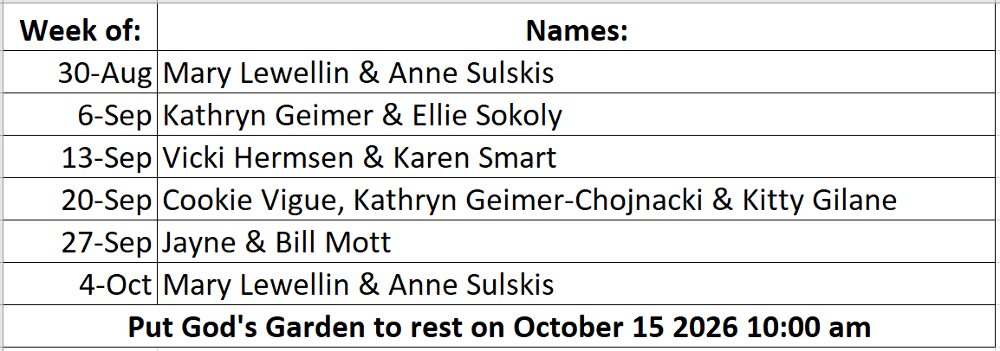 Week of: Names:
30-Aug Mary Lewellin & Anne Sulskis
6-Sep Kathryn Geimer & Ellie Sokoly
13-Sep Vicki Hermsen & Karen Smart
20-Sep Cookie Vigue, Kathryn Geimer-Chojnacki & Kitty Gilane
27-Sep Jayne & Bill Mott
4-Oct Mary Lewellin & Anne Sulskis
Put God's Garden to rest on October 15 2026 10:00 am